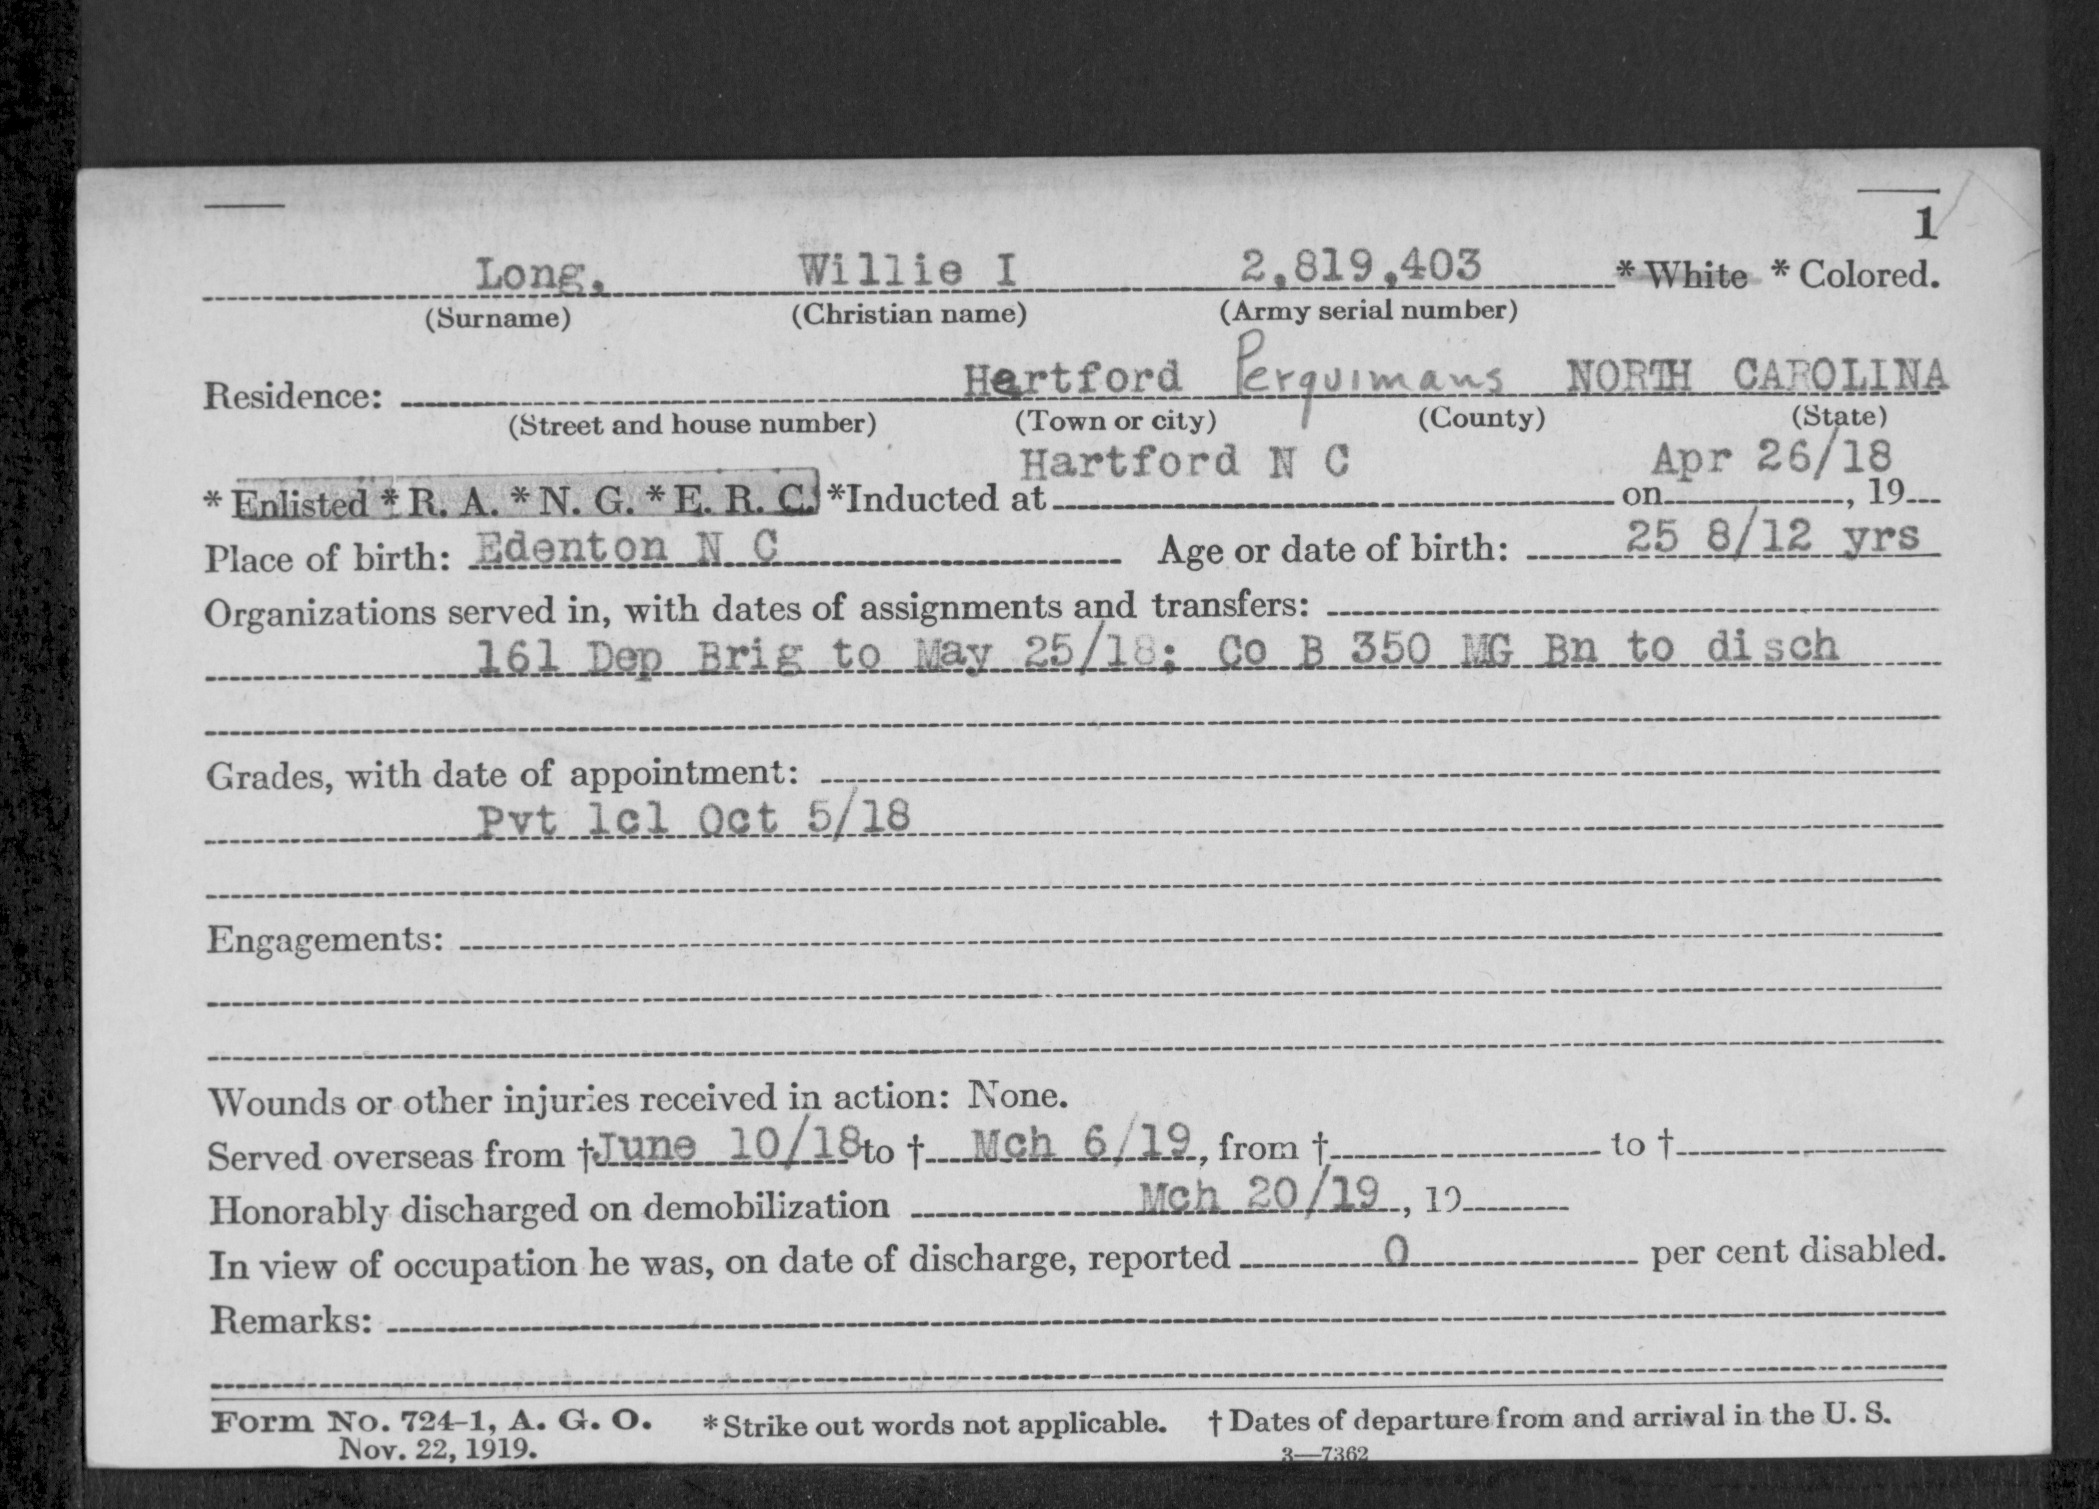 1
Long, Willie I 2,819,403 * White * Colored.
(Surname) (Christian name) (Army serial number)
Residence: Hertford Perquimans NORTH CAROLINA
(Street and house number) (Town or city) (County) (State)
Hartford N C Apr 26/18
* Enlisted * R. A. * N. G. * E. R. C. *Inducted at on , 19
Place of birth: Edenton N C Age or date of birth: 25 8/12 yrs
Organizations served in, with dates of assignments and transfers:
161 Dep Brig to May 25/18; Co B 350 MG Bn to disch
Grades, with date of appointment:
Pvt 1cl Oct 5/18
Engagements:
Wounds or other injuries received in action: None.
Served overseas from †June 10/18 to † Mch 6/19, from † to †
Honorably discharged on demobilization Mch 20/19, 19
In view of occupation he was, on date of discharge, reported 0 per cent disabled.
Remarks:
Form No. 724-1, A. G. O. * Strike out words not applicable. † Dates of departure from and arrival in the U. S.
Nov. 22, 1919. 3—7362